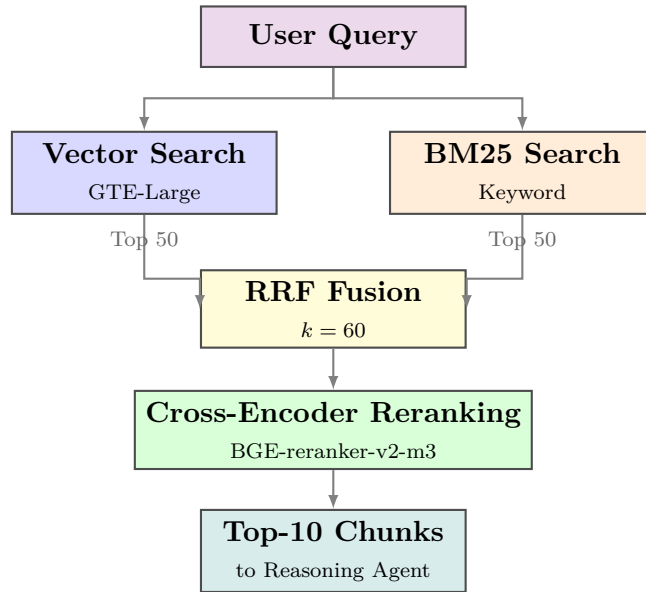 User Query
Vector Search
GTE-Large
BM25 Search
Keyword
Top 50
Top 50
RRF Fusion
k = 60
Cross-Encoder Reranking
BGE-reranker-v2-m3
Top-10 Chunks
to Reasoning Agent